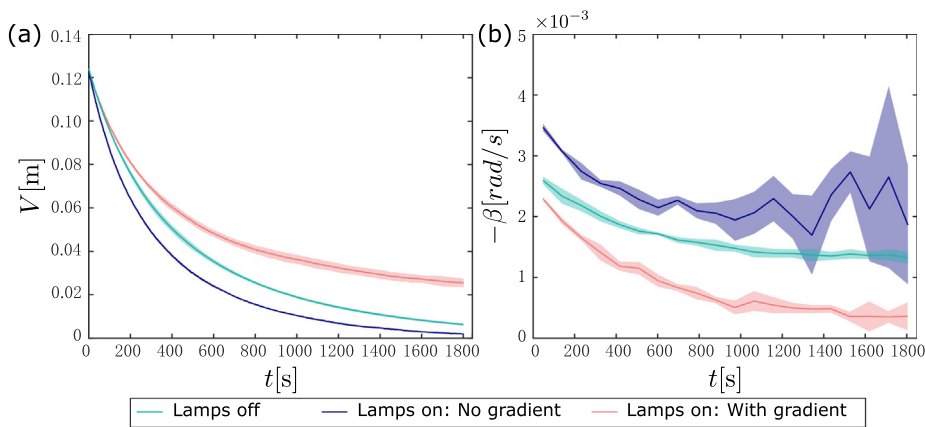 (a)
0.14
0.12
0.10
0.08
0.06
0.04
0.02
0
V[m]
0 200 400 600 800 1000 1200 1400 1600 1800
t[s]
(b)
×10⁻³
5
4
3
2
1
0
−β[rad/s]
0 200 400 600 800 1000 1200 1400 1600 1800
t[s]
Lamps off Lamps on: No gradient Lamps on: With gradient